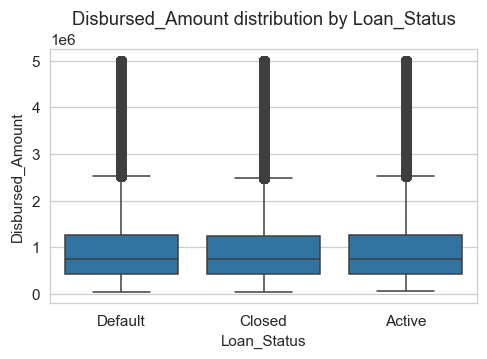 Disbursed_Amount distribution by Loan_Status
1e6
5
4
3
2
1
0
Disbursed_Amount
Default Closed Active
Loan_Status